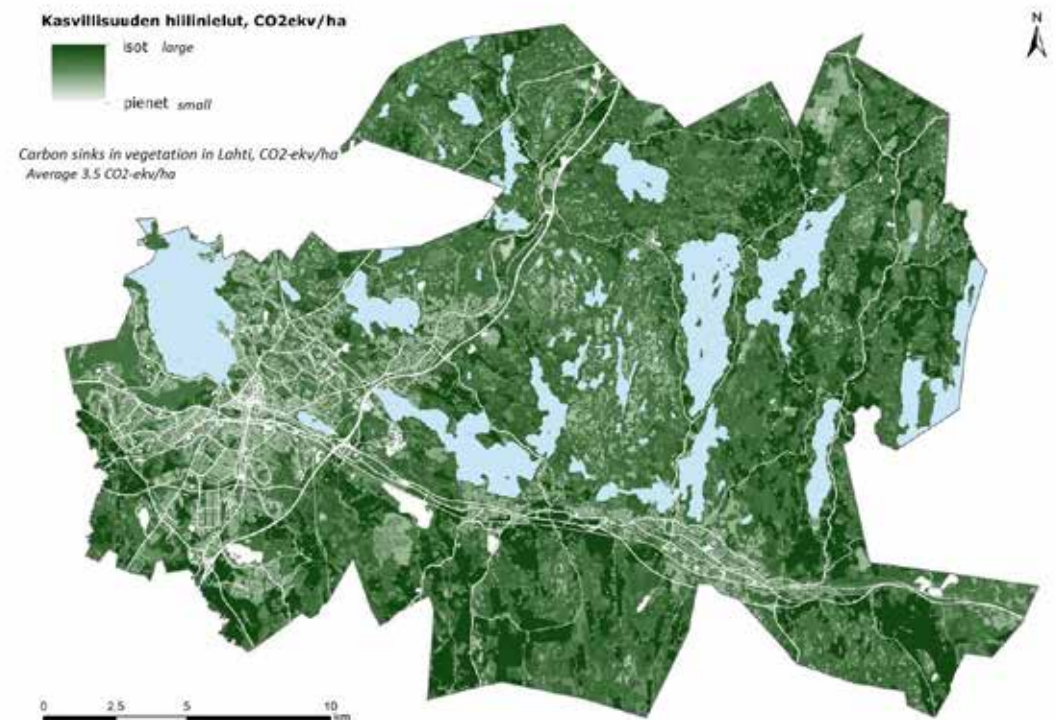 Kasvillisuuden hiilinielut, CO2ekv/ha
isot large
pienet small
Carbon sinks in vegetation in Lahti, CO2-ekv/ha
Average 3.5 CO2-ekv/ha
N
0 2.5 5 10
km